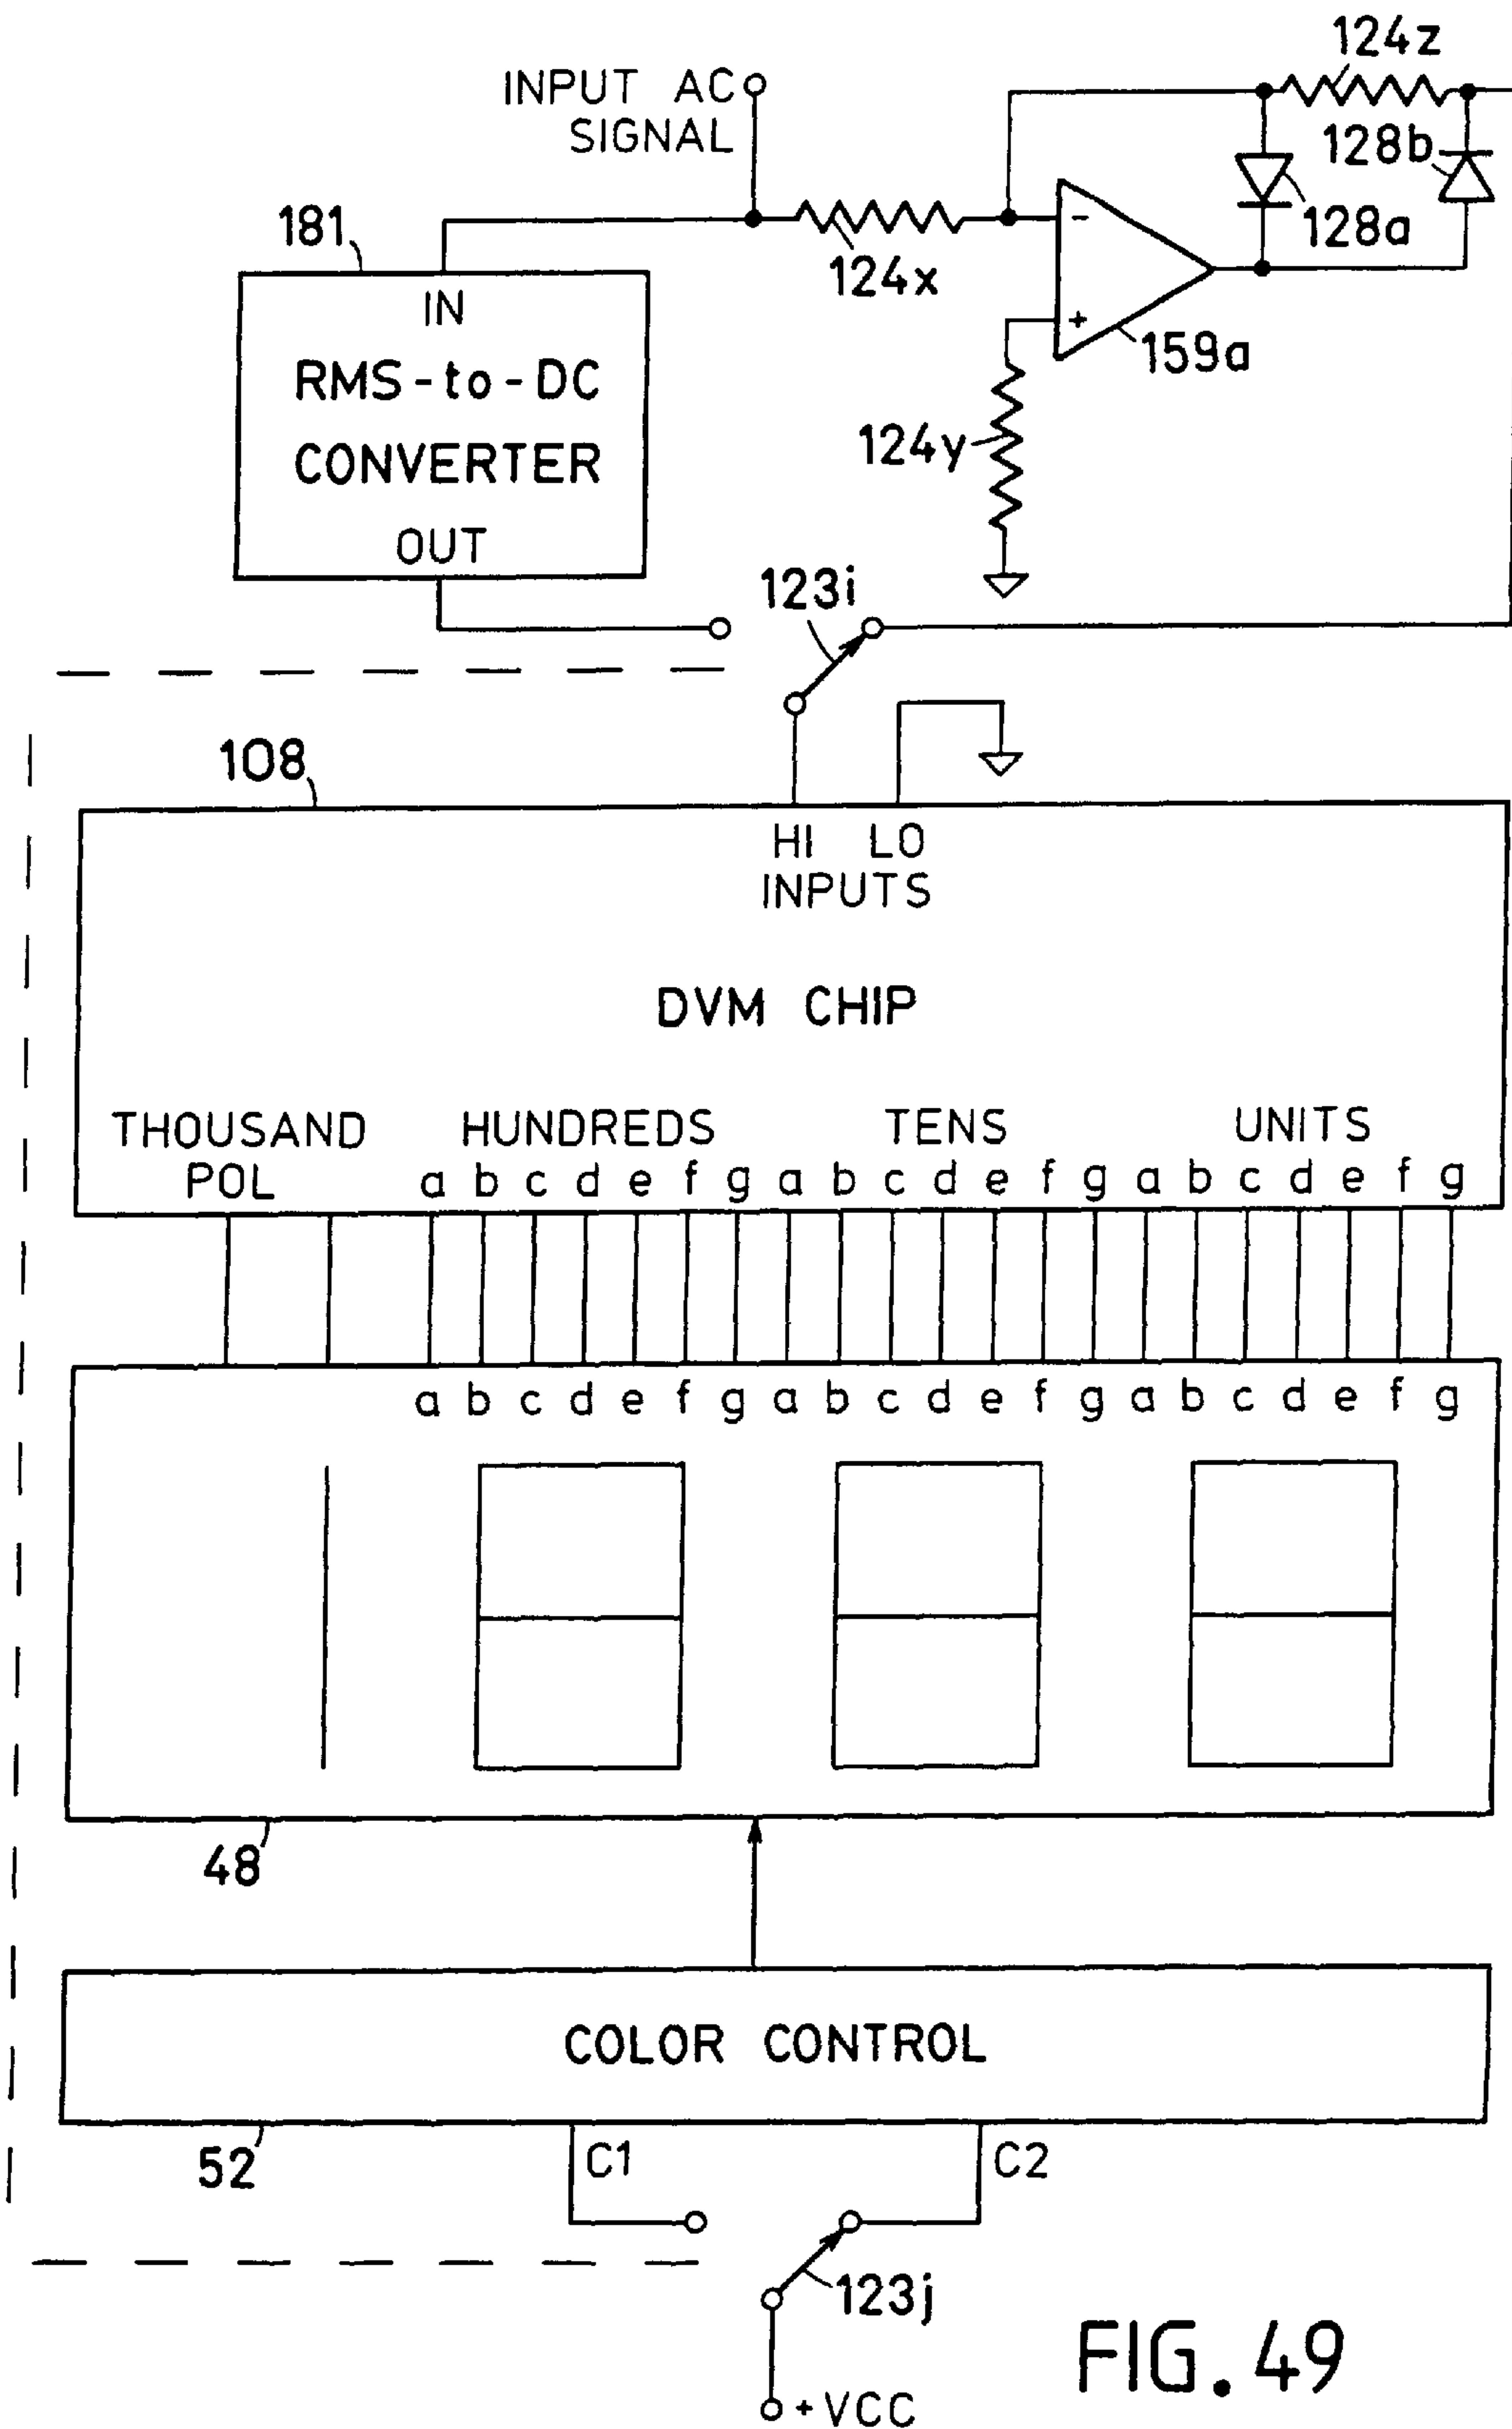 124z
INPUT AC
SIGNAL
128b
181
128a
124x
IN
-
+
159a
RMS-to-DC
CONVERTER
124y
OUT
123i
108
HI LO
INPUTS
DVM CHIP
THOUSAND HUNDREDS TENS UNITS
POL a b c d e f g a b c d e f g a b c d e f g
a b c d e f g a b c d e f g a b c d e f g
48
COLOR CONTROL
52
C1 C2
123j
+VCC
FIG. 49